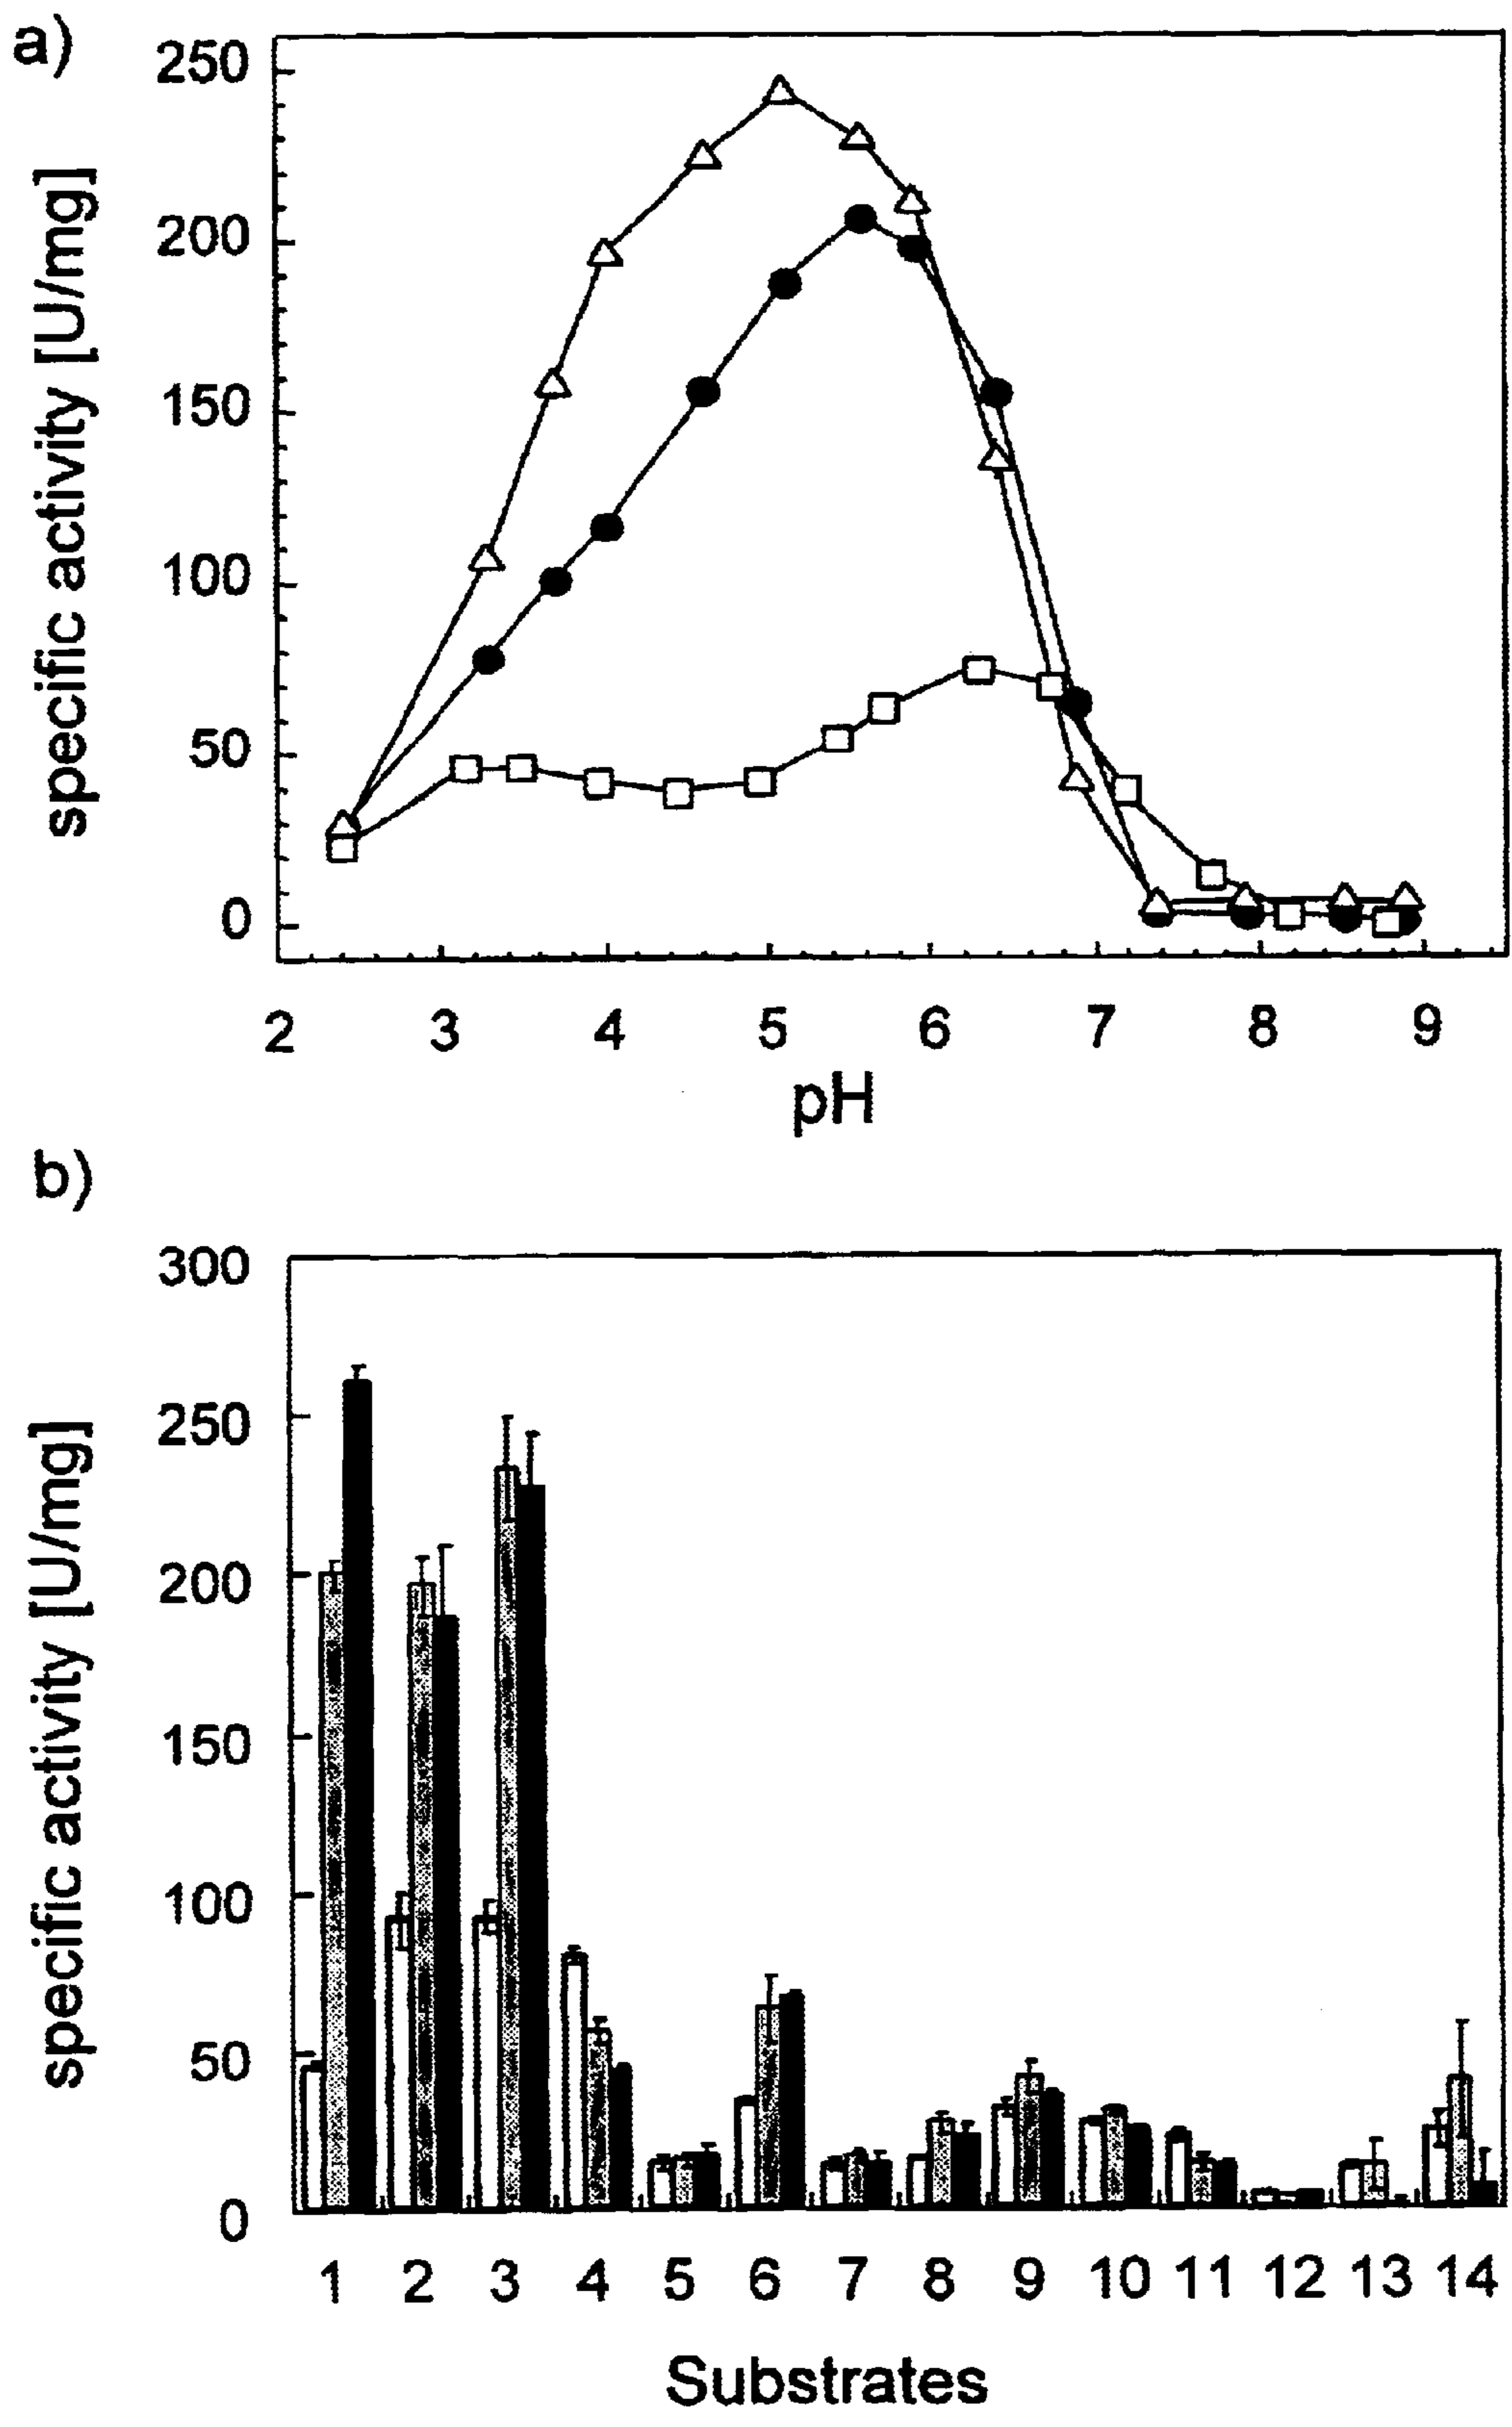 a)
specific activity [U/mg]
250
200
150
100
50
0
2 3 4 5 6 7 8 9
pH
b)
specific activity [U/mg]
300
250
200
150
100
50
0
1 2 3 4 5 6 7 8 9 10 11 12 13 14
Substrates